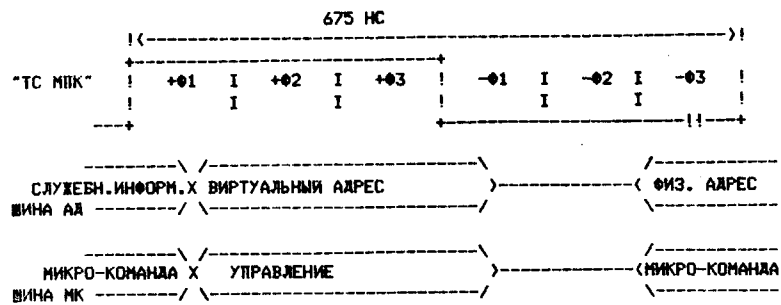 675 НС
"ТС МПК" +Ф1 I +Ф2 I +Ф3 -Ф1 I -Ф2 I -Ф3
СЛУЖЕБН.ИНФОРМ. X ВИРТУАЛЬНЫЙ АДРЕС ФИЗ. АДРЕС
ШИНА АД
МИКРО-КОМАНДА X УПРАВЛЕНИЕ МИКРО-КОМАНДА
ШИНА МК